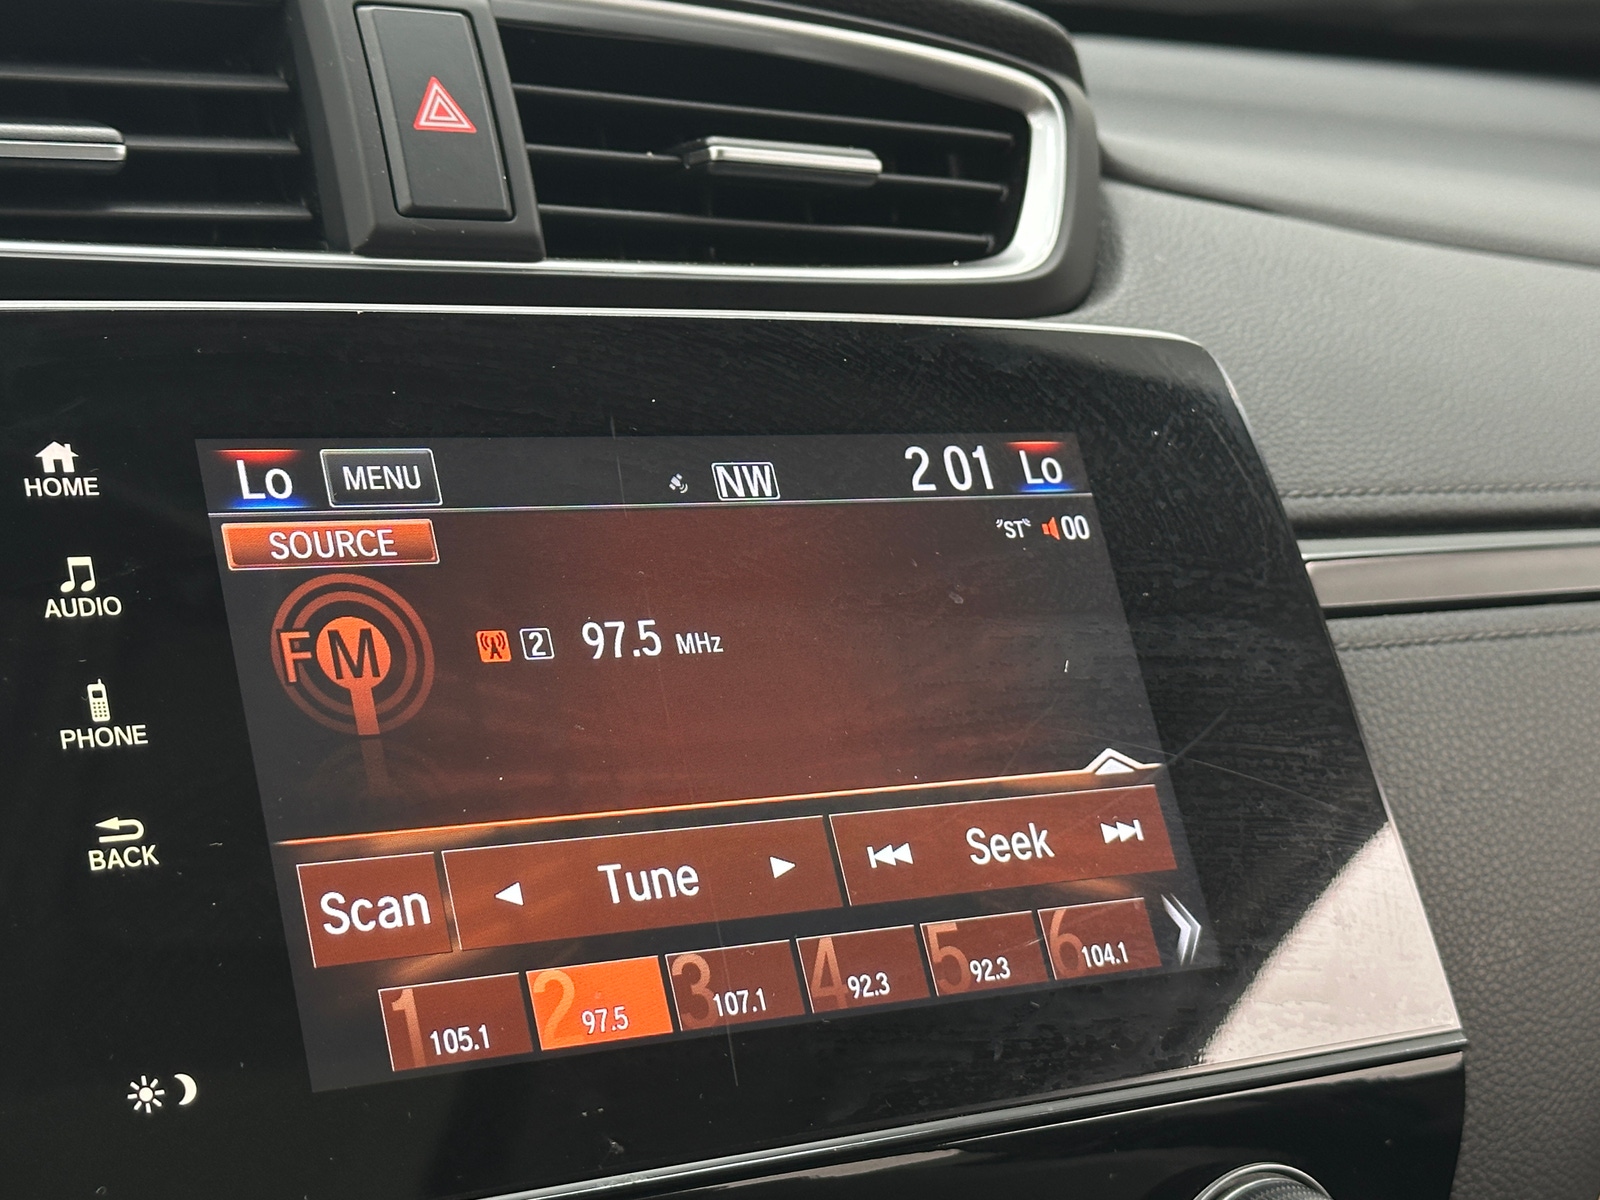 HOME
AUDIO
PHONE
BACK
Lo MENU NW 2 01 Lo
SOURCE
"ST" 00
FM 2 97.5 MHz
Scan Tune Seek
1 105.1
2 97.5
3 107.1
4 92.3
5 92.3
6 104.1